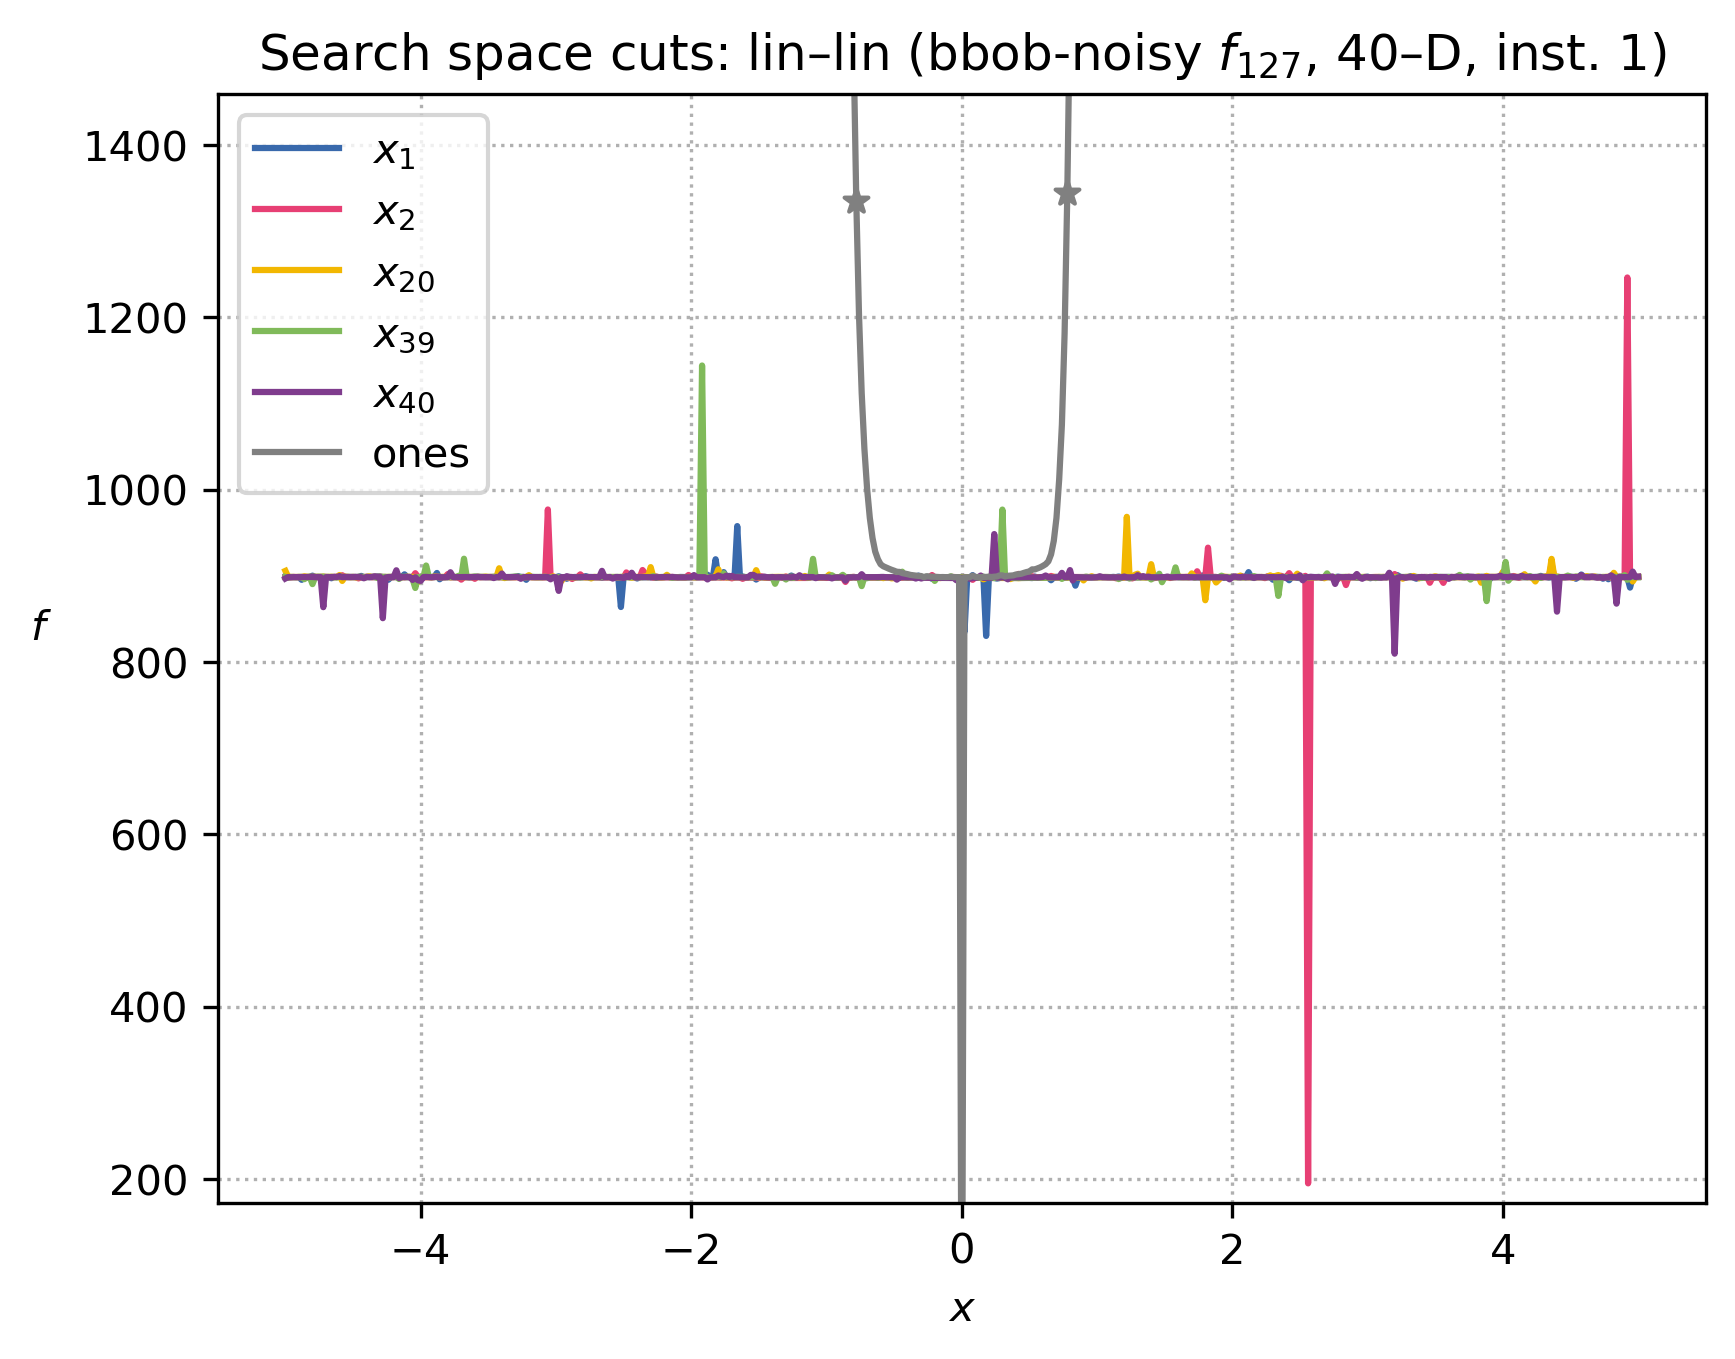 Search space cuts: lin–lin (bbob-noisy f₁₂₇, 40–D, inst. 1)
x₁
x₂
x₂₀
x₃₉
x₄₀
ones
1400
1200
1000
800
600
400
200
f
−4
−2
0
2
4
x